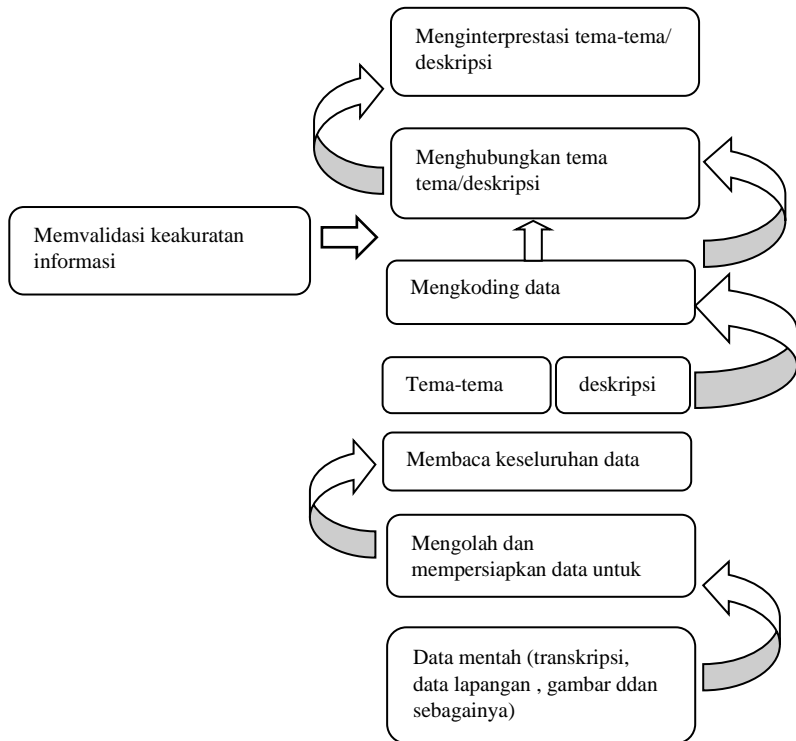 Menginterprestasi tema-tema/
deskripsi
Menghubungkan tema
tema/deskripsi
Memvalidasi keakuratan
informasi
Mengkoding data
Tema-tema
deskripsi
Membaca keseluruhan data
Mengolah dan
mempersiapkan data untuk
Data mentah (transkripsi,
data lapangan , gambar ddan
sebagainya)